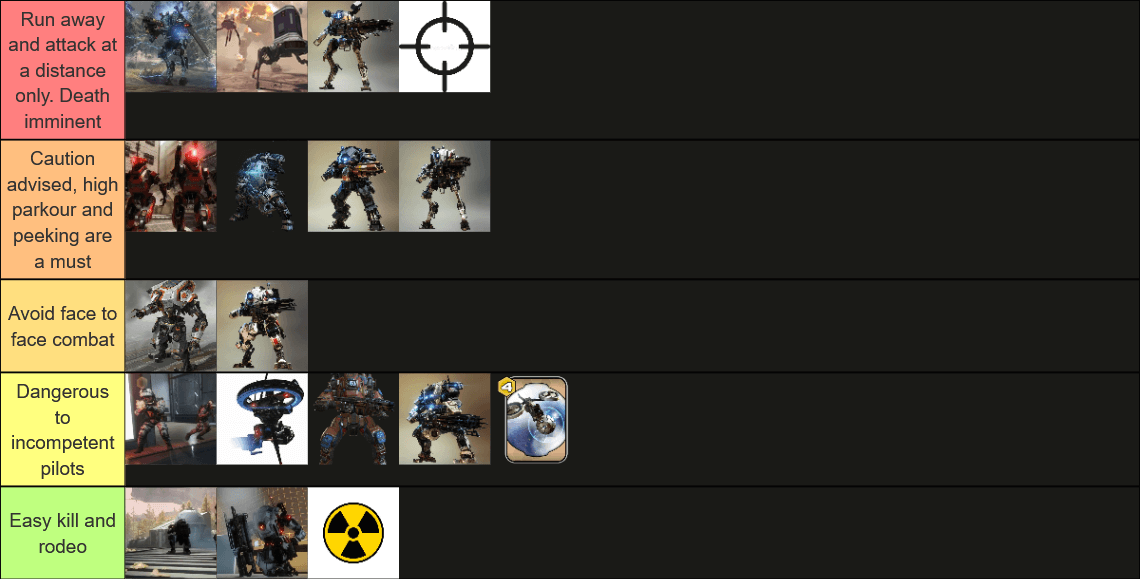 Run away
and attack at
a distance
only. Death
imminent
Caution
advised, high
parkour and
peeking are
a must
Avoid face to
face combat
Dangerous
to
incompetent
pilots
4
Easy kill and
rodeo